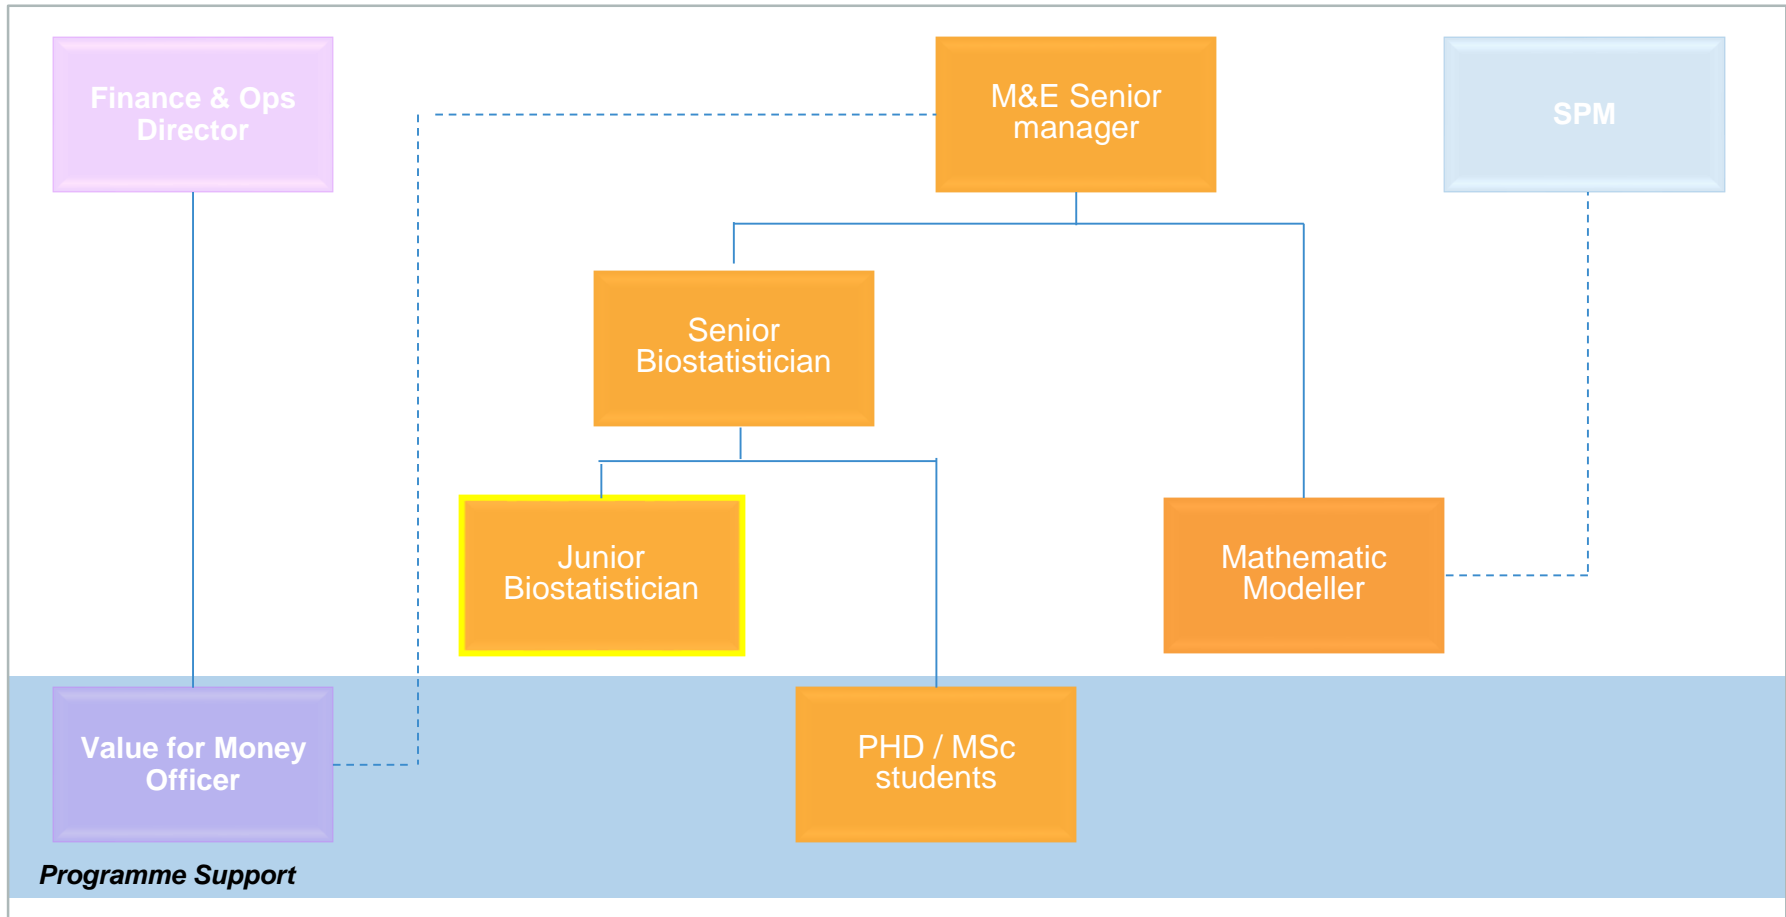 Finance & Ops
Director
M&E Senior
manager
SPM
Senior
Biostatistician
Junior
Biostatistician
Mathematic
Modeller
Value for Money
Officer
PHD / MSc
students
Programme Support